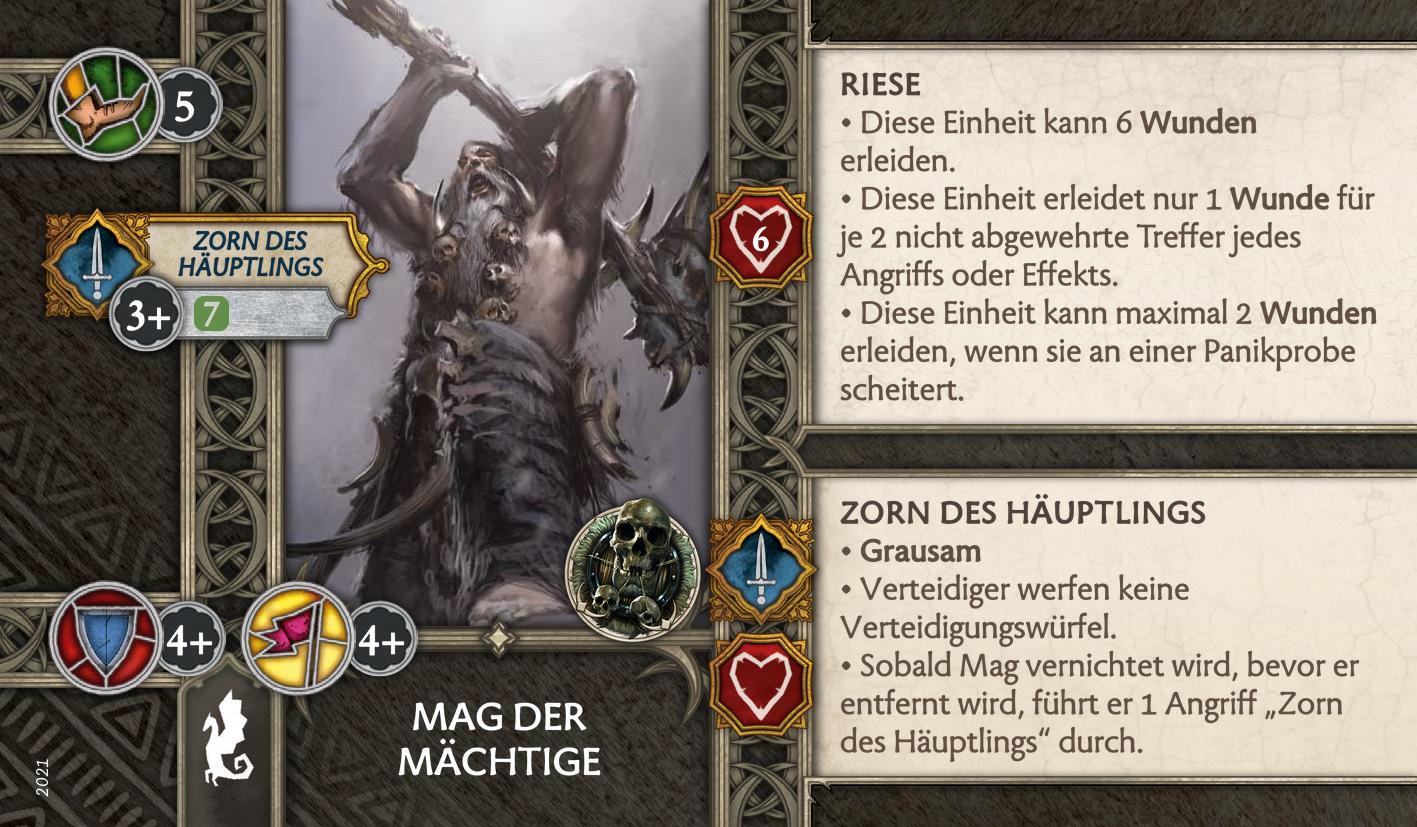 5
ZORN DES
HÄUPTLINGS
3+
7
4+
4+
MAG DER
MÄCHTIGE
2021
6
RIESE
• Diese Einheit kann 6 Wunden
erleiden.
• Diese Einheit erleidet nur 1 Wunde für
je 2 nicht abgewehrte Treffer jedes
Angriffs oder Effekts.
• Diese Einheit kann maximal 2 Wunden
erleiden, wenn sie an einer Panikprobe
scheitert.
ZORN DES HÄUPTLINGS
• Grausam
• Verteidiger werfen keine
Verteidigungswürfel.
• Sobald Mag vernichtet wird, bevor er
entfernt wird, führt er 1 Angriff „Zorn
des Häuptlings“ durch.